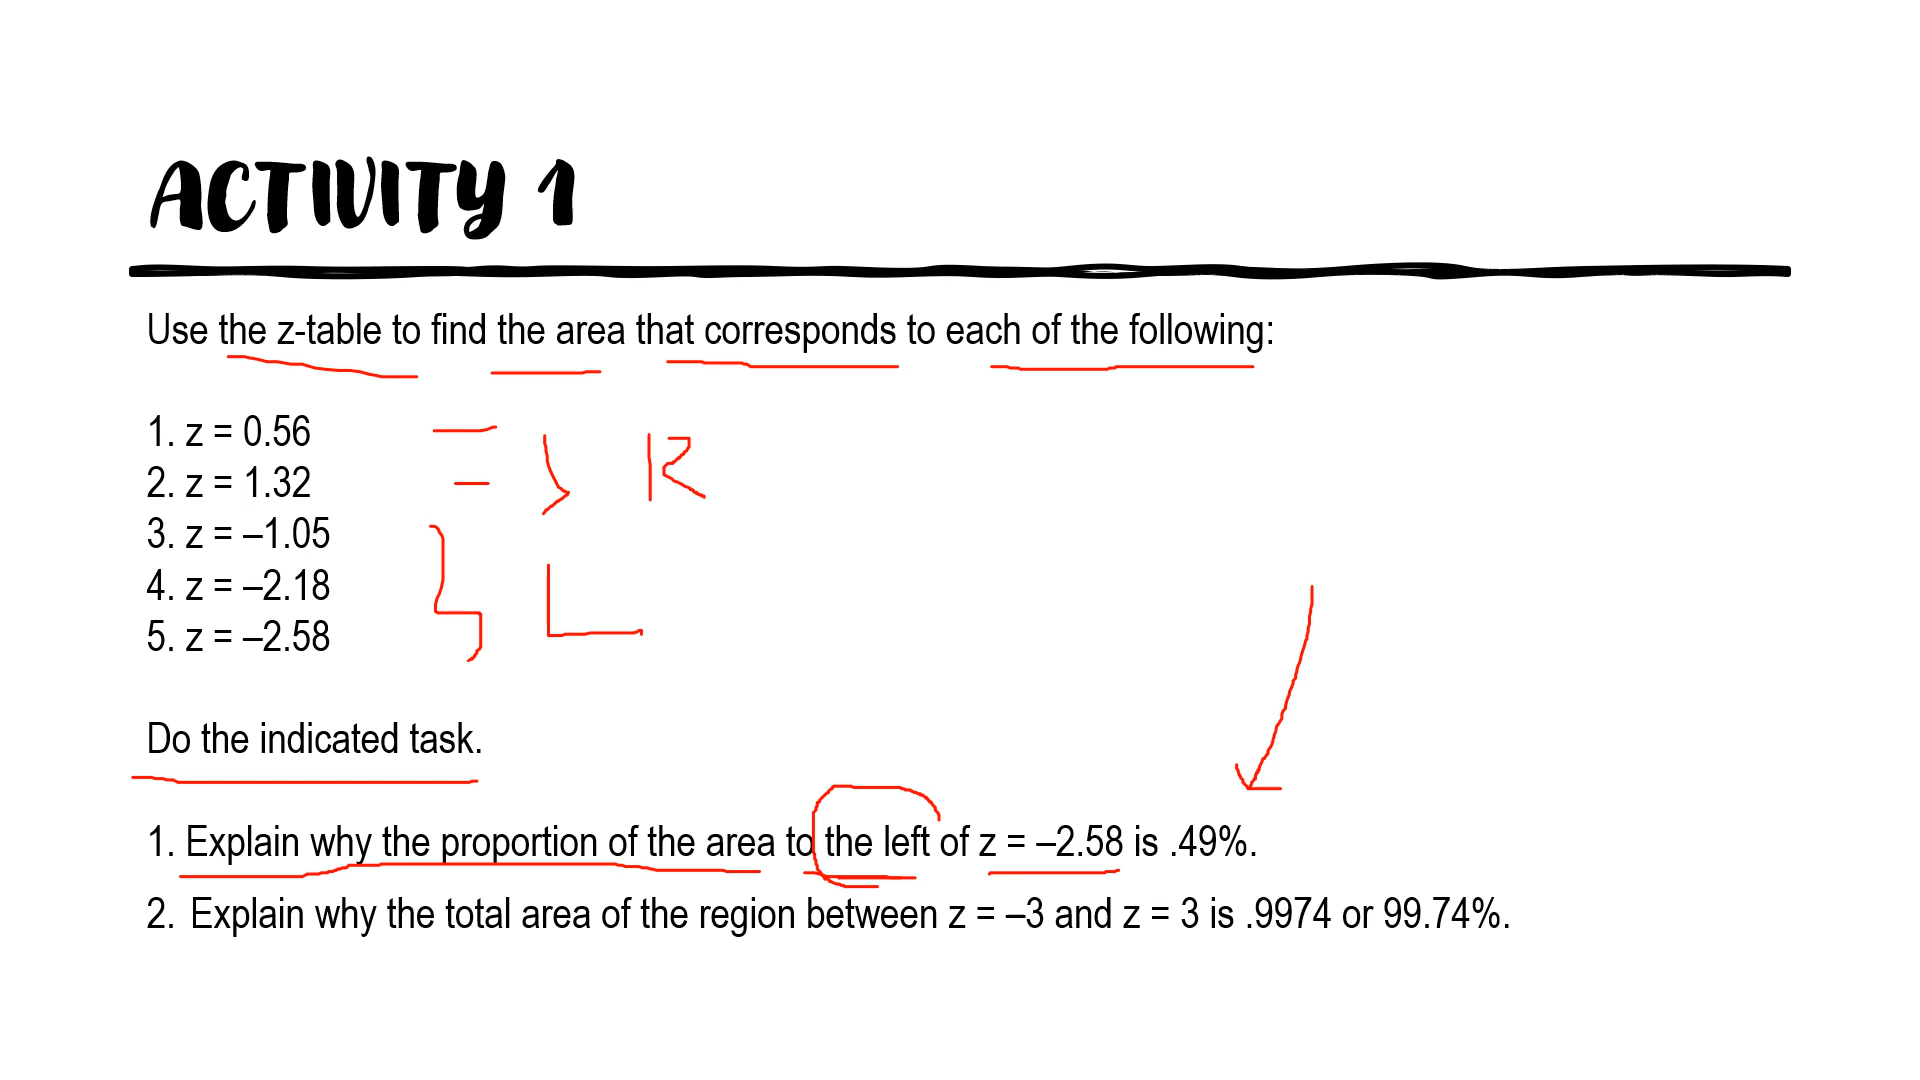 ACTIVITY 1
Use the z-table to find the area that corresponds to each of the following:
1. z = 0.56
2. z = 1.32
R
3. z = –1.05
4. z = –2.18
L
5. z = –2.58
Do the indicated task.
1. Explain why the proportion of the area to the left of z = –2.58 is .49%.
2. Explain why the total area of the region between z = –3 and z = 3 is .9974 or 99.74%.